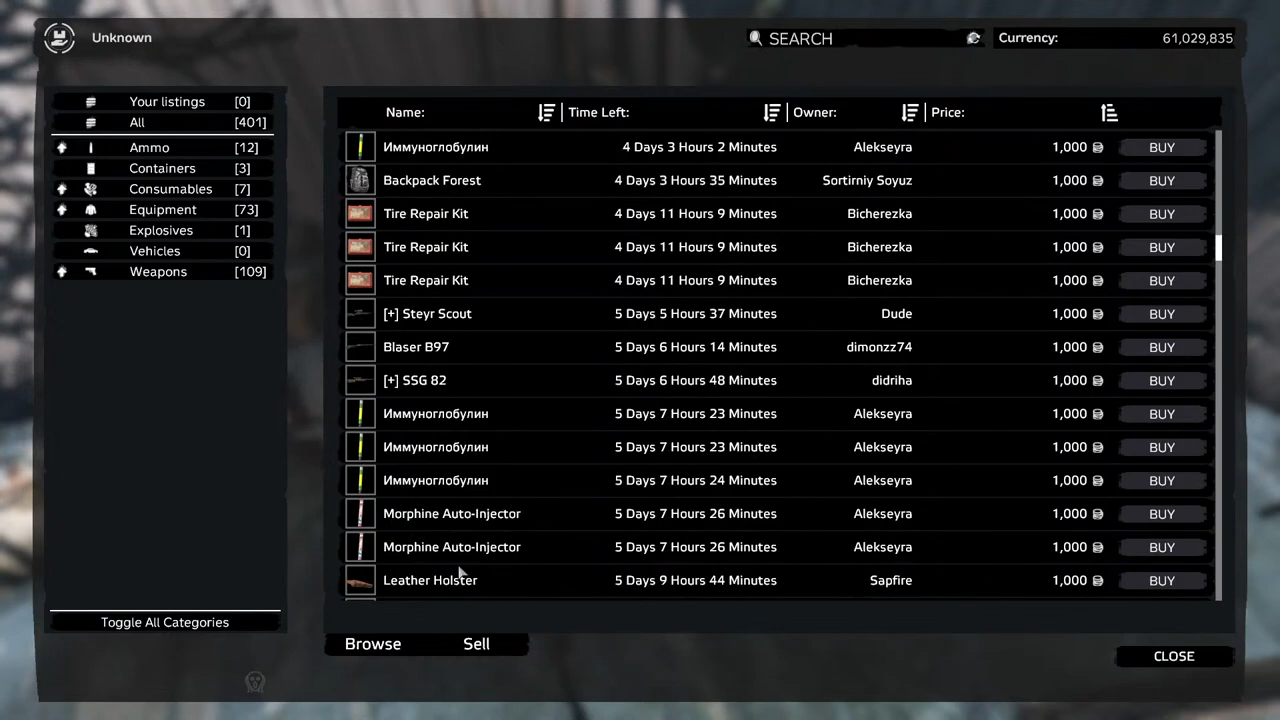 Unknown
SEARCH
Currency: 61,029,835
Your listings [0]
All [401]
Ammo [12]
Containers [3]
Consumables [7]
Equipment [73]
Explosives [1]
Vehicles [0]
Weapons [109]
Toggle All Categories
Name: Time Left: Owner: Price:
Иммуноглобулин 4 Days 3 Hours 2 Minutes Alekseyra 1,000 BUY
Backpack Forest 4 Days 3 Hours 35 Minutes Sortirniy Soyuz 1,000 BUY
Tire Repair Kit 4 Days 11 Hours 9 Minutes Bicherezka 1,000 BUY
Tire Repair Kit 4 Days 11 Hours 9 Minutes Bicherezka 1,000 BUY
Tire Repair Kit 4 Days 11 Hours 9 Minutes Bicherezka 1,000 BUY
[+] Steyr Scout 5 Days 5 Hours 37 Minutes Dude 1,000 BUY
Blaser B97 5 Days 6 Hours 14 Minutes dimonzz74 1,000 BUY
[+] SSG 82 5 Days 6 Hours 48 Minutes didriha 1,000 BUY
Иммуноглобулин 5 Days 7 Hours 23 Minutes Alekseyra 1,000 BUY
Иммуноглобулин 5 Days 7 Hours 23 Minutes Alekseyra 1,000 BUY
Иммуноглобулин 5 Days 7 Hours 24 Minutes Alekseyra 1,000 BUY
Morphine Auto-Injector 5 Days 7 Hours 26 Minutes Alekseyra 1,000 BUY
Morphine Auto-Injector 5 Days 7 Hours 26 Minutes Alekseyra 1,000 BUY
Leather Holster 5 Days 9 Hours 44 Minutes Sapfire 1,000 BUY
Browse Sell
CLOSE